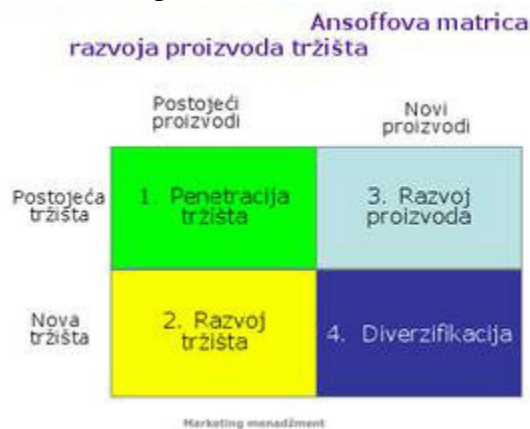 Ansoffova matrica
razvoja proizvoda tržišta
Postojeći
proizvodi
Novi
proizvodi
Postojeća
tržišta
1. Penetracija
tržišta
3. Razvoj
proizvoda
Nova
tržišta
2. Razvoj
tržišta
4. Diverzifikacija
Marketing menadžment